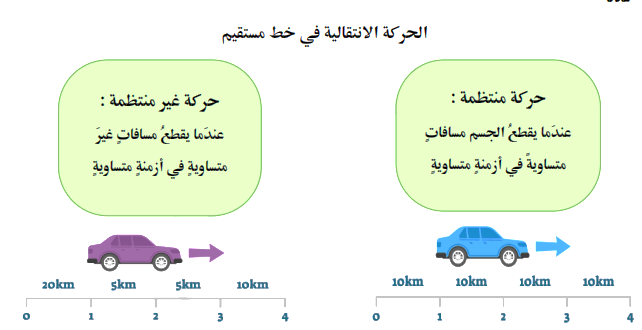 الحركة الانتقالية في خط مستقيم
حركة منتظمة :
عندَما يقطعُ الجسم مسافاتٍ
متساويةً في أزمنةٍ متساويةٍ
10km 10km 10km 10km
0 1 2 3 4
حركة غير منتظمة :
عندَما يقطعُ مسافاتٍ غيرَ
متساويةٍ في أزمنةٍ متساويةٍ
20km 5km 5km 10km
0 1 2 3 4